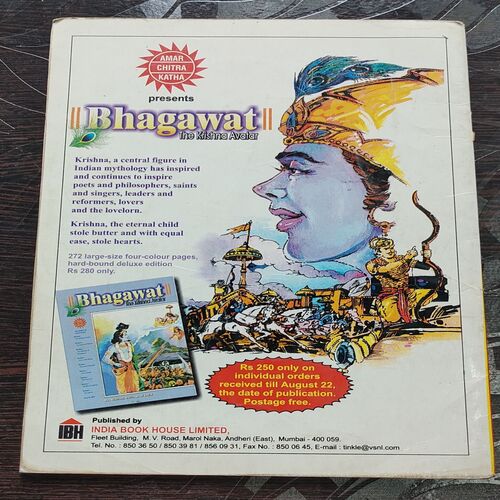 AMAR
CHITRA
KATHA
presents
|| Bhagawat ||
The Krishna Avatar
Krishna, a central figure in
Indian mythology has inspired
and continues to inspire
poets and philosophers, saints
and singers, leaders and
reformers, lovers
and the lovelorn.
Krishna, the eternal child
stole butter and with equal
ease, stole hearts.
272 large-size four-colour pages,
hard-bound deluxe edition
Rs 280 only.
Bhagawat
The Krishna Avatar
Rs 250 only on
individual orders
received till August 22,
the date of publication.
Postage free.
IBH
Published by
INDIA BOOK HOUSE LIMITED,
Fleet Building, M.V. Road, Marol Naka, Andheri (East), Mumbai - 400 059.
Tel. No. : 850 36 50 / 850 39 81 / 856 09 31, Fax No. : 850 06 45, E-mail : tinkle@vsnl.com